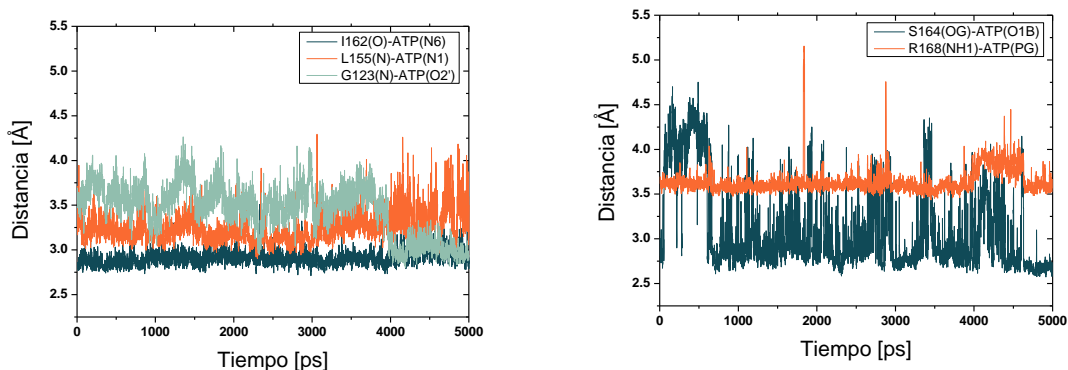 5.5
5.0
4.5
4.0
3.5
3.0
2.5
Distancia [Å]
0 1000 2000 3000 4000 5000
Tiempo [ps]
I162(O)-ATP(N6)
L155(N)-ATP(N1)
G123(N)-ATP(O2')
5.5
5.0
4.5
4.0
3.5
3.0
2.5
Distancia [Å]
0 1000 2000 3000 4000 5000
Tiempo [ps]
S164(OG)-ATP(O1B)
R168(NH1)-ATP(PG)